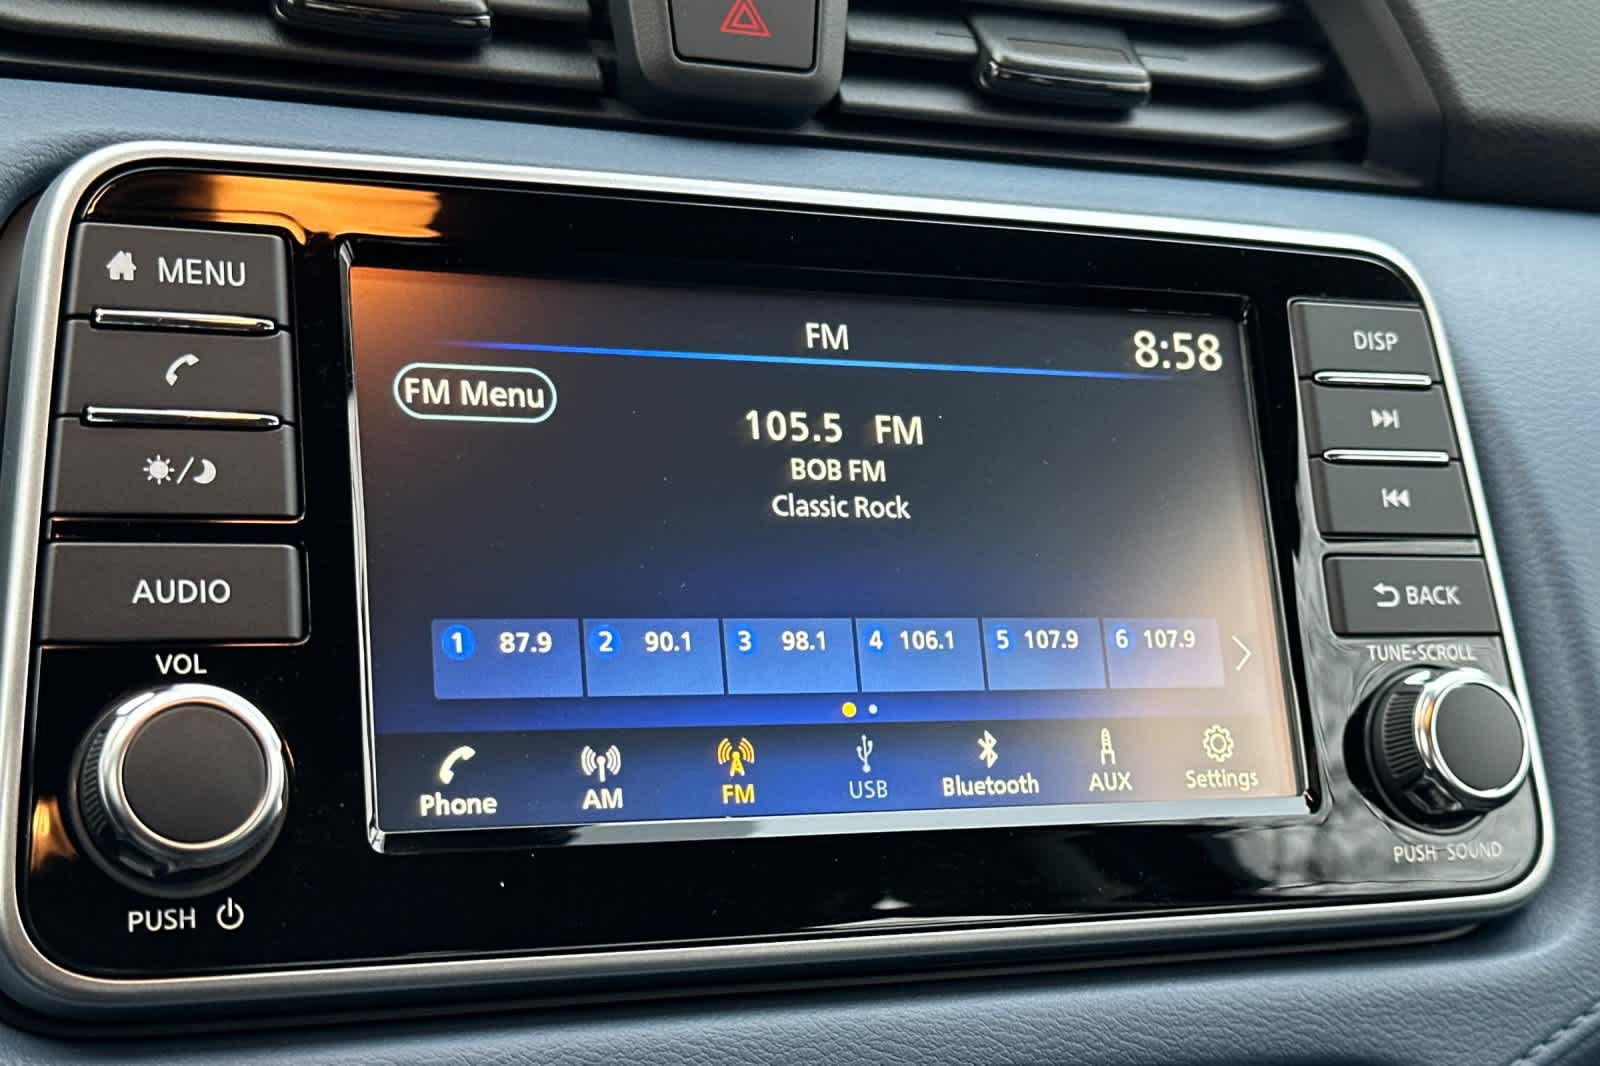 MENU
AUDIO
VOL
PUSH
FM
8:58
FM Menu
105.5 FM
BOB FM
Classic Rock
1 87.9
2 90.1
3 98.1
4 106.1
5 107.9
6 107.9
Phone
AM
FM
USB
Bluetooth
AUX
Settings
DISP
BACK
TUNE·SCROLL
PUSH SOUND